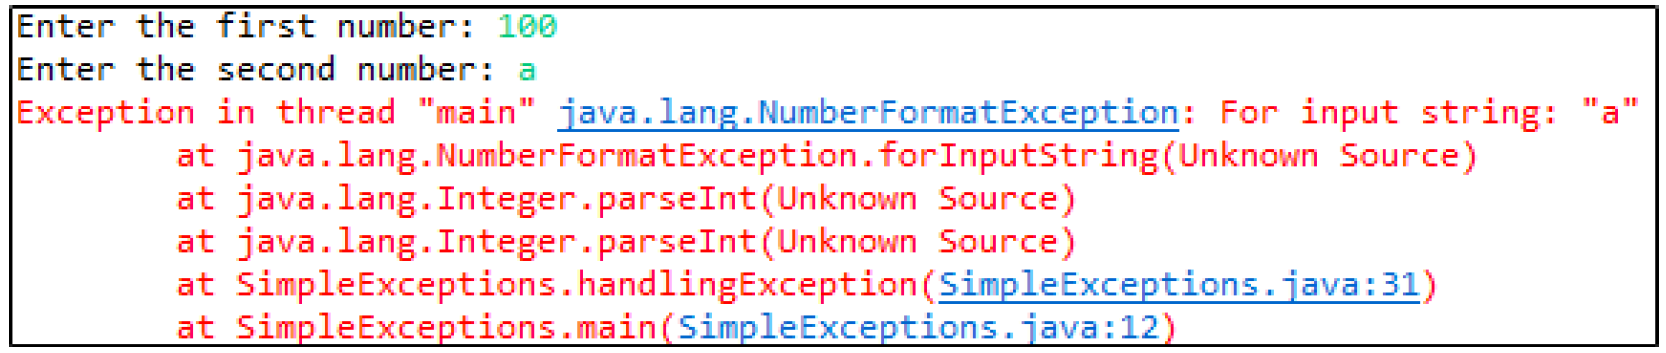 Enter the first number: 100
Enter the second number: a
Exception in thread "main" java.lang.NumberFormatException: For input string: "a"
at java.lang.NumberFormatException.forInputString(Unknown Source)
at java.lang.Integer.parseInt(Unknown Source)
at java.lang.Integer.parseInt(Unknown Source)
at SimpleExceptions.handlingException(SimpleExceptions.java:31)
at SimpleExceptions.main(SimpleExceptions.java:12)